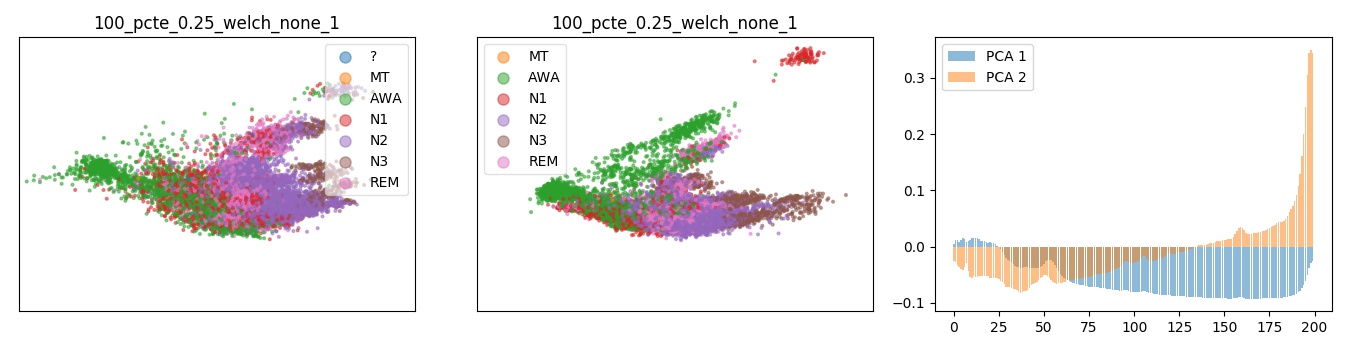 100_pcte_0.25_welch_none_1
?
MT
AWA
N1
N2
N3
REM
100_pcte_0.25_welch_none_1
MT
AWA
N1
N2
N3
REM
PCA 1
PCA 2
0.3
0.2
0.1
0.0
−0.1
0 25 50 75 100 125 150 175 200